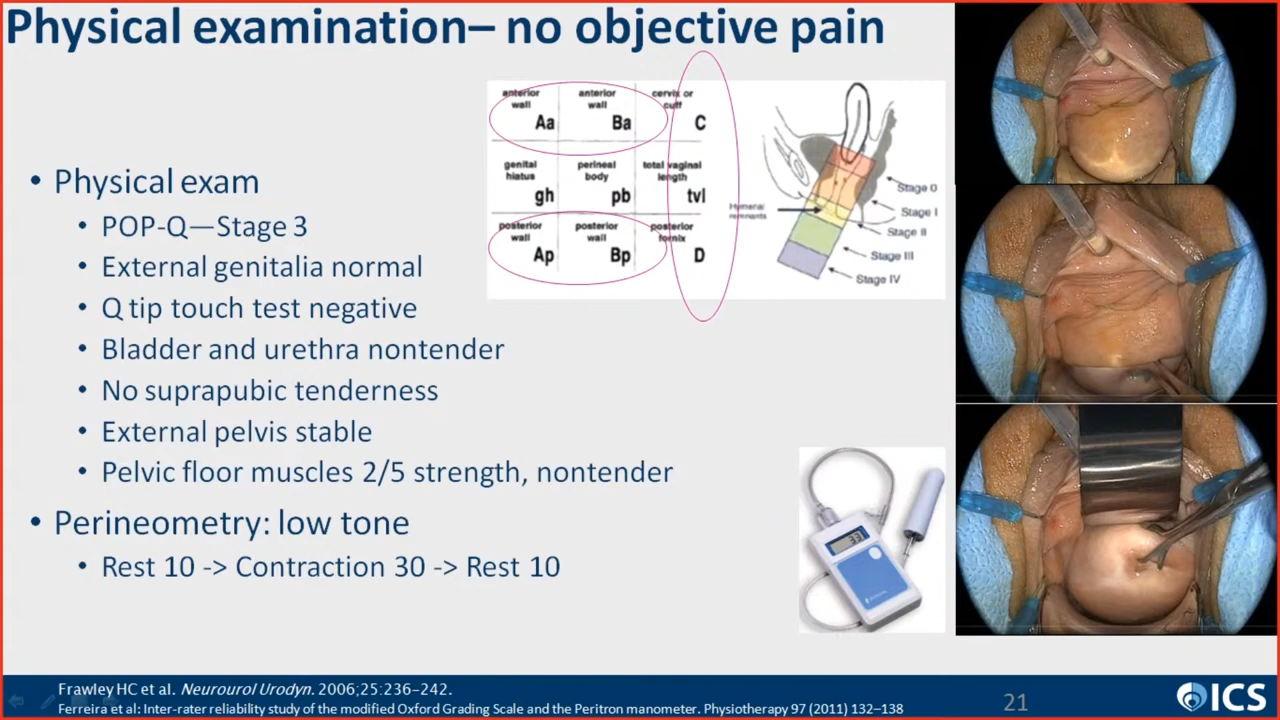 Physical examination– no objective pain
• Physical exam
• POP-Q—Stage 3
• External genitalia normal
• Q tip touch test negative
• Bladder and urethra nontender
• No suprapubic tenderness
• External pelvis stable
• Pelvic floor muscles 2/5 strength, nontender
• Perineometry: low tone
• Rest 10 -> Contraction 30 -> Rest 10
anterior wall Aa
anterior wall Ba
cervix or cuff C
genital hiatus gh
perineal body pb
total vaginal length tvl
posterior wall Ap
posterior wall Bp
posterior fornix D
Hymenal remnants
Stage 0
Stage I
Stage II
Stage III
Stage IV
Frawley HC et al. Neurourol Urodyn. 2006;25:236–242.
Ferreira et al: Inter-rater reliability study of the modified Oxford Grading Scale and the Peritron manometer. Physiotherapy 97 (2011) 132–138
21
ICS